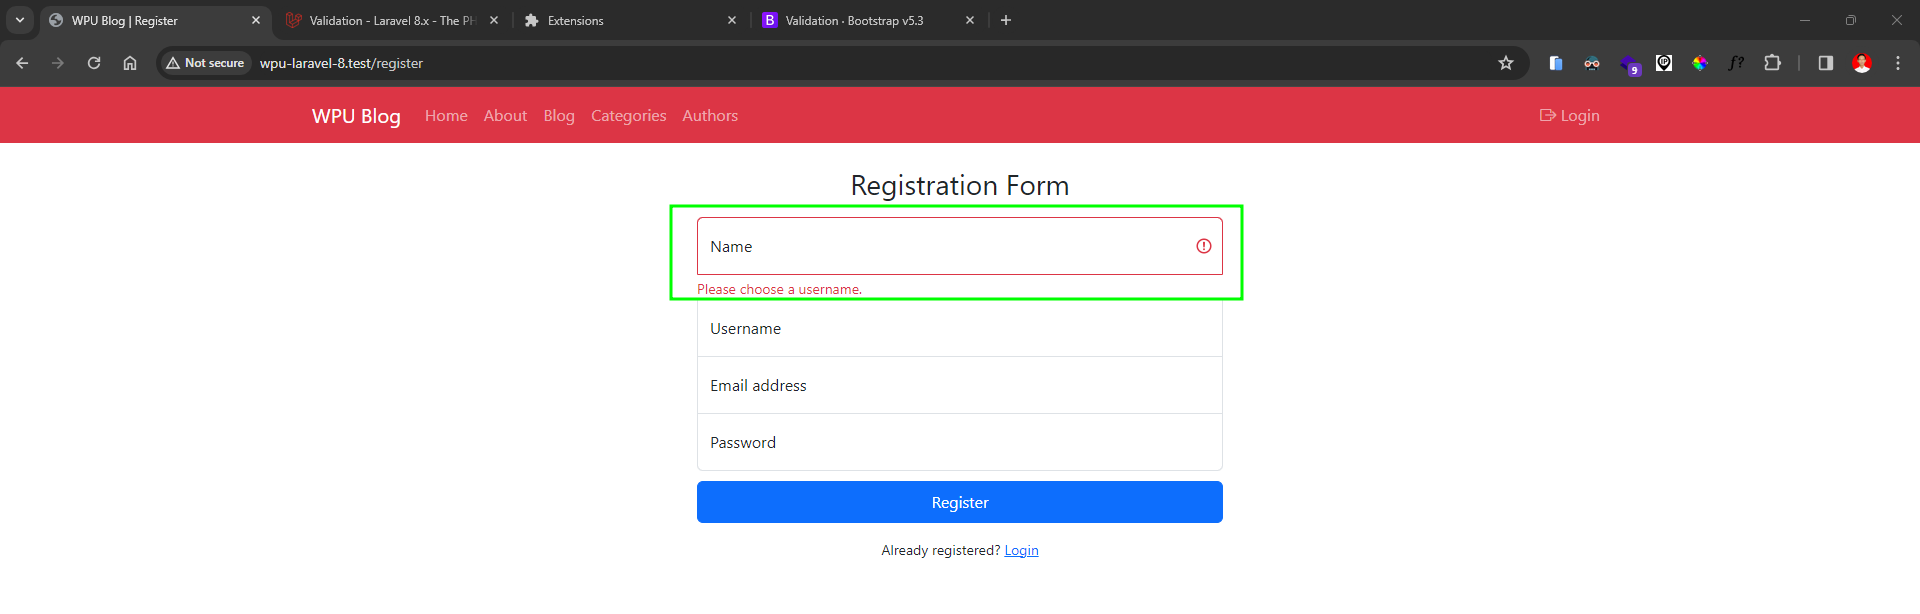 WPU Blog | Register
Validation - Laravel 8.x - The PH
Extensions
Validation · Bootstrap v5.3
Not secure
wpu-laravel-8.test/register
f?
9
WPU Blog
Home
About
Blog
Categories
Authors
Login
Registration Form
Name
Please choose a username.
Username
Email address
Password
Register
Already registered? Login